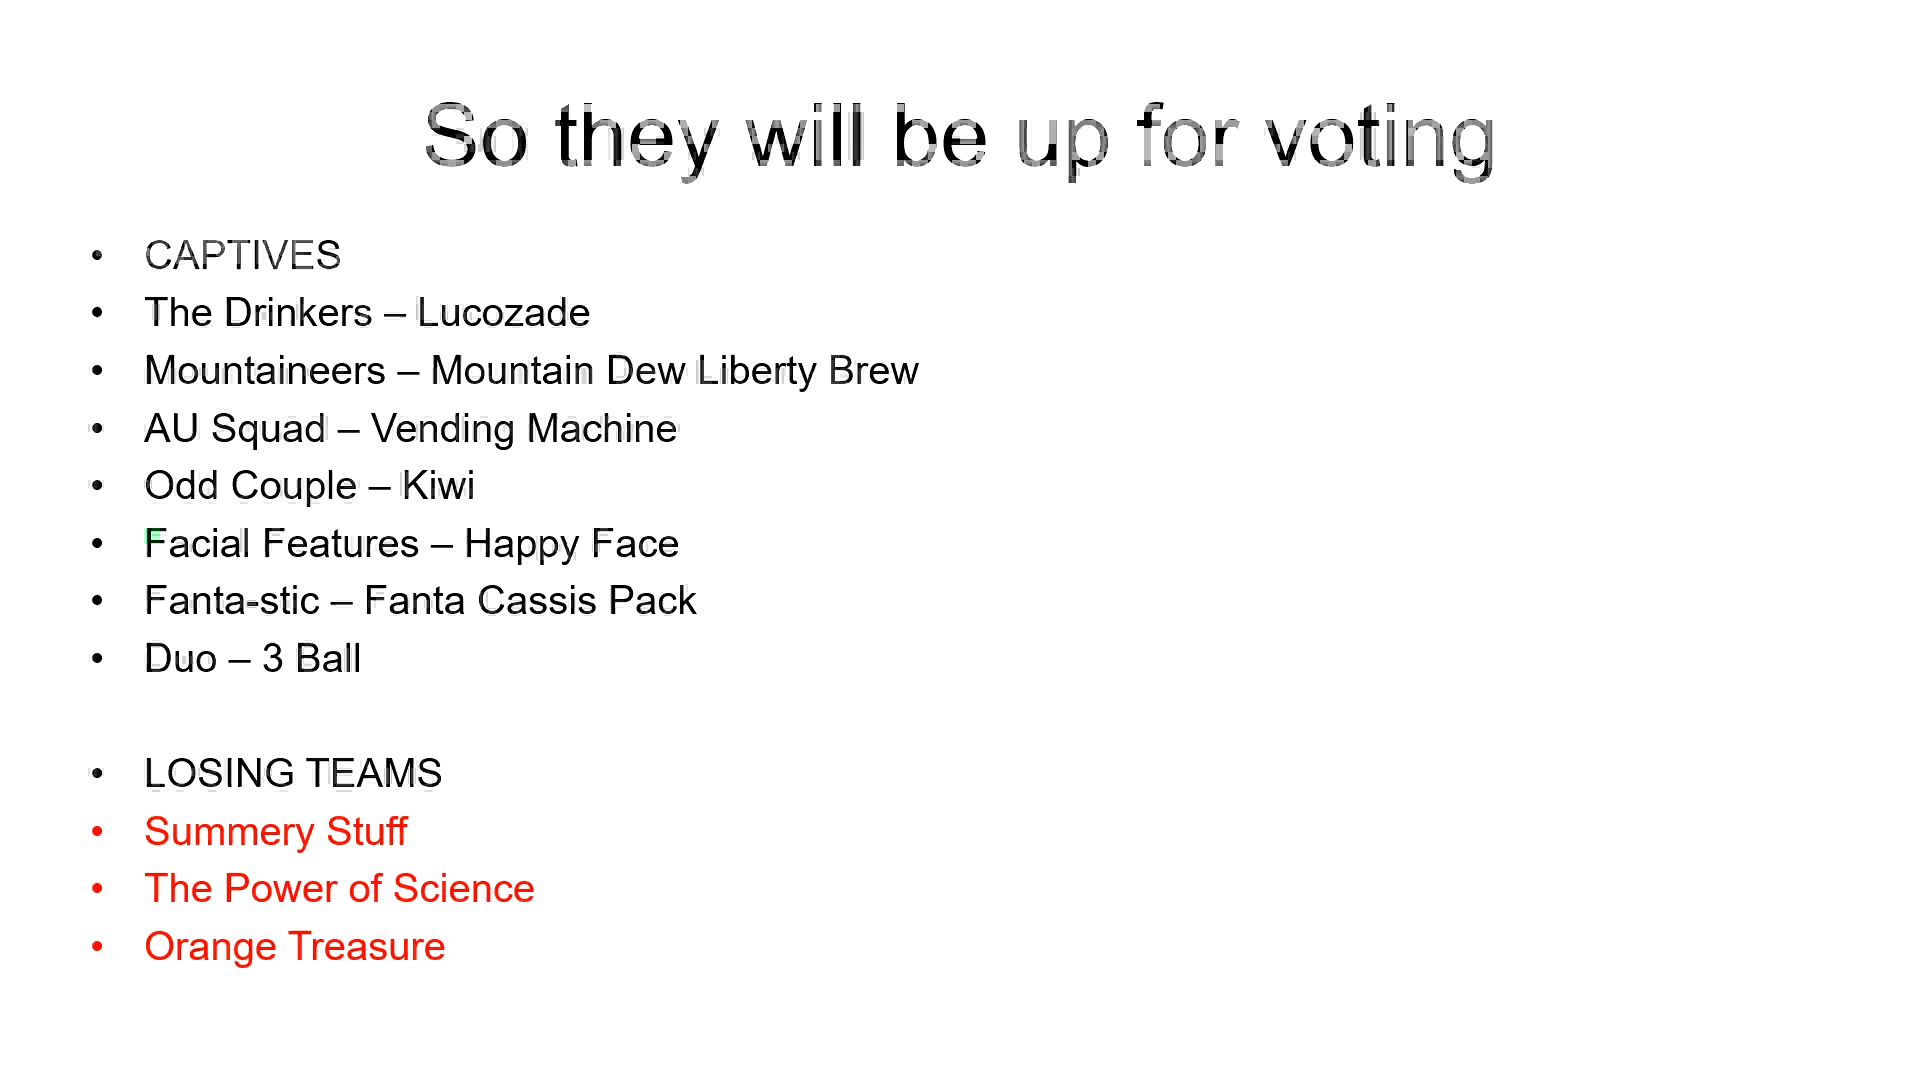 So they will be up for voting
• CAPTIVES
• The Drinkers – Lucozade
• Mountaineers – Mountain Dew Liberty Brew
• AU Squad – Vending Machine
• Odd Couple – Kiwi
• Facial Features – Happy Face
• Fanta-stic – Fanta Cassis Pack
• Duo – 3 Ball
• LOSING TEAMS
• Summery Stuff
• The Power of Science
• Orange Treasure